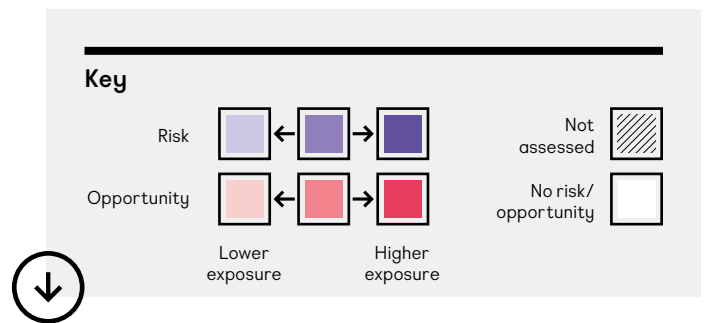 Key
Risk
Opportunity
Lower
exposure
Higher
exposure
Not
assessed
No risk/
opportunity